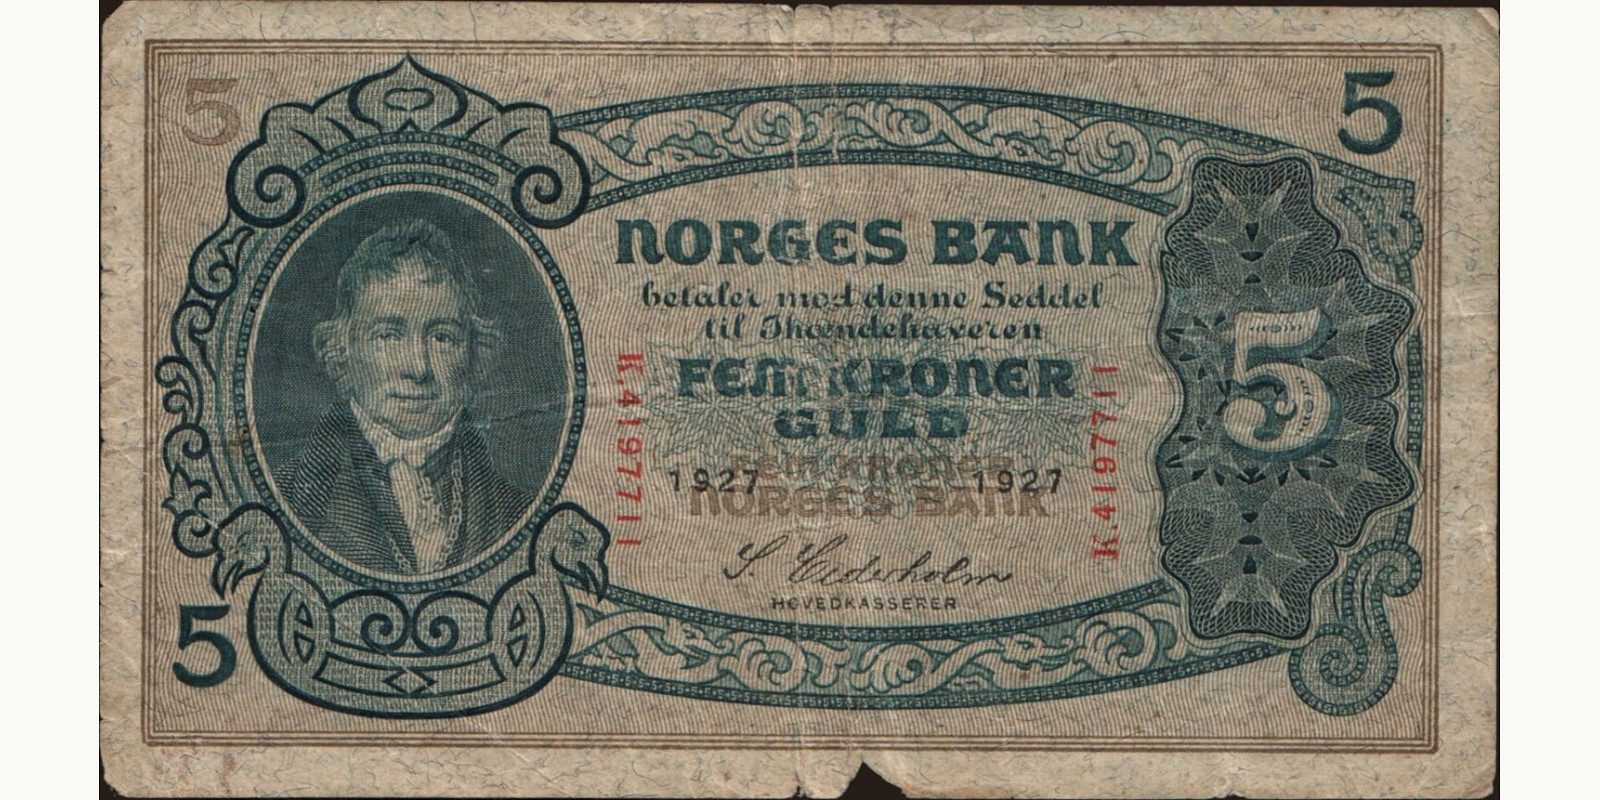 5
5
NORGES BANK
betaler mod denne Seddel
til Ihændehaveren
FEM KRONER
GULD
FEM KRONER
1927 1927
NORGES BANK
K.4197711
K.4197711
5
S. Cederholm
HOVEDKASSERER
5